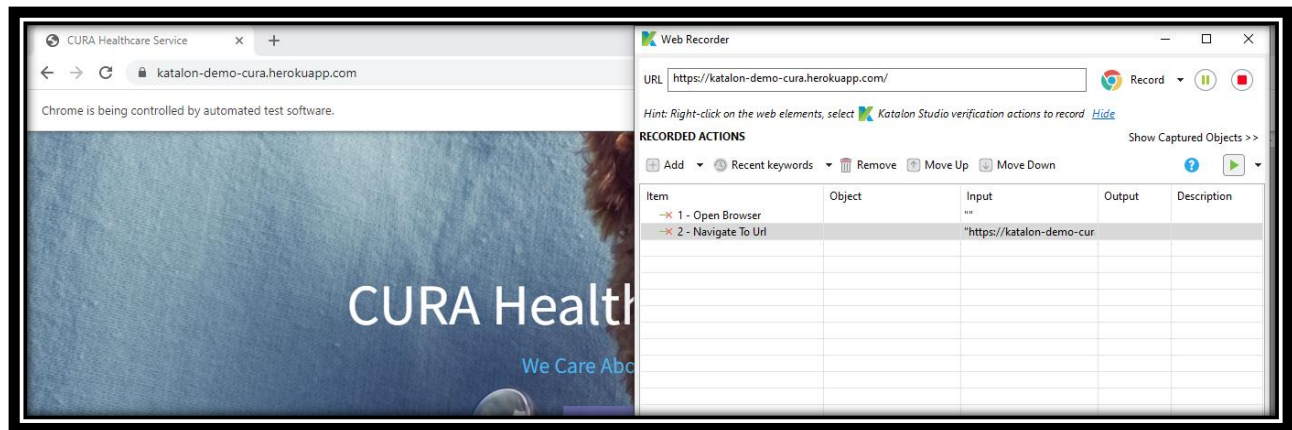 CURA Healthcare Service
katalon-demo-cura.herokuapp.com
Chrome is being controlled by automated test software.
CURA Health
We Care Abo
Web Recorder
URL https://katalon-demo-cura.herokuapp.com/ Record
Hint: Right-click on the web elements, select Katalon Studio verification actions to record Hide
RECORDED ACTIONS Show Captured Objects >>
Add Recent keywords Remove Move Up Move Down
Item Object Input Output Description
1 - Open Browser ""
2 - Navigate To Url "https://katalon-demo-cur